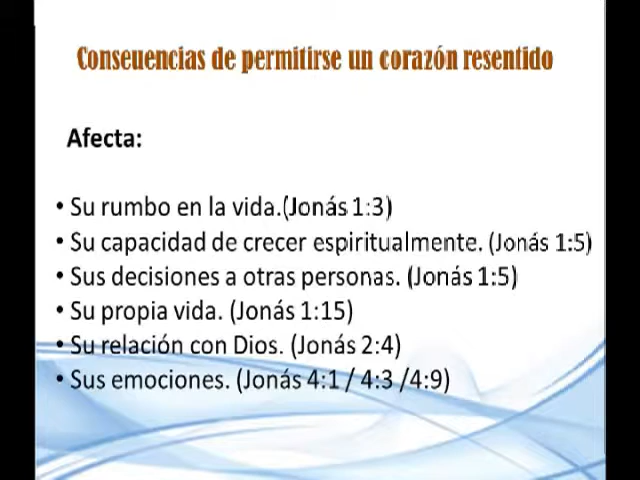 Conseuencias de permitirse un corazón resentido
Afecta:
• Su rumbo en la vida.(Jonás 1:3)
• Su capacidad de crecer espiritualmente. (Jonás 1:5)
• Sus decisiones a otras personas. (Jonás 1:5)
• Su propia vida. (Jonás 1:15)
• Su relación con Dios. (Jonás 2:4)
• Sus emociones. (Jonás 4:1 / 4:3 /4:9)